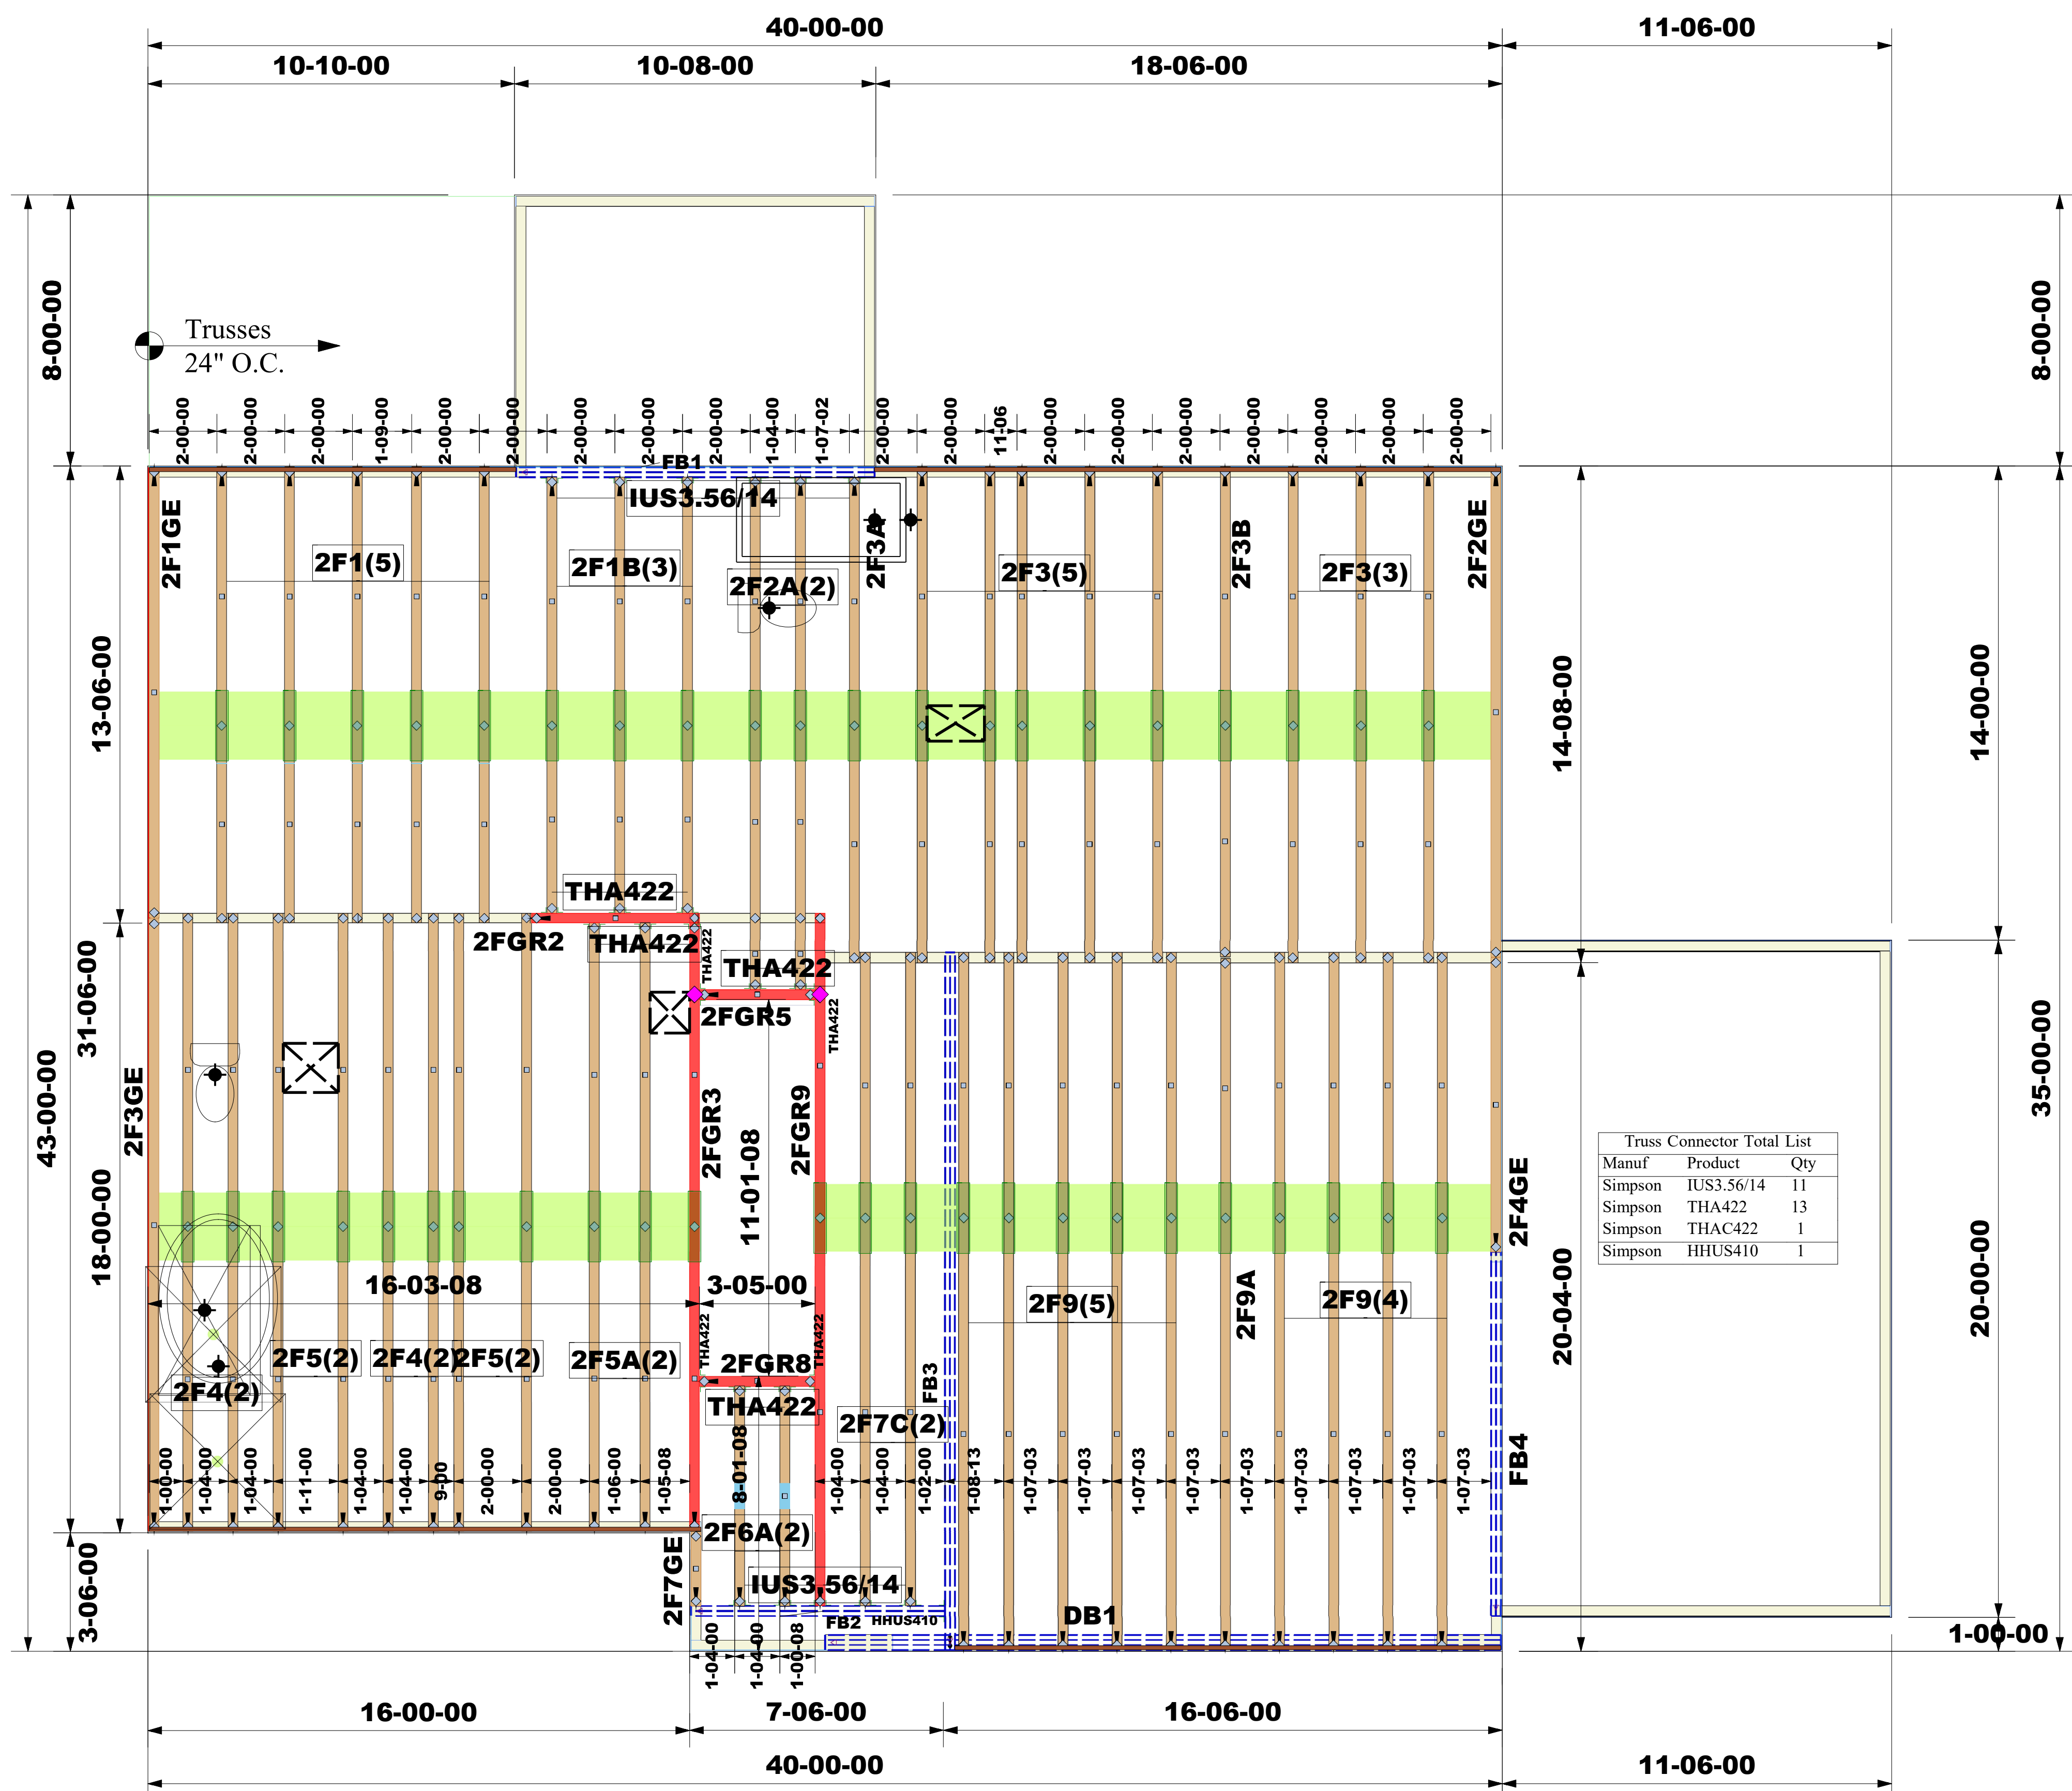 40-00-00
11-06-00
10-10-00
10-08-00
18-06-00
8-00-00
8-00-00
Trusses
24" O.C.
2-00-00
2-00-00
2-00-00
1-09-00
2-00-00
2-00-00
2-00-00
2-00-00
2-00-00
1-04-00
1-07-02
2-00-00
2-00-00
11-06
2-00-00
2-00-00
2-00-00
2-00-00
2-00-00
2-00-00
2-00-00
FB1
IUS3.56/14
2F1GE
2F1(5)
2F1B(3)
2F2A(2)
2F3A
2F3(5)
2F3B
2F3(3)
2F2GE
13-06-00
14-08-00
14-00-00
THA422
2FGR2
THA422
THA422
THA422
2FGR5
THA422
31-06-00
43-00-00
35-00-00
2F3GE
2FGR3
2FGR9
11-01-08
2F4GE
Truss Connector Total List
Manuf Product Qty
Simpson IUS3.56/14 11
Simpson THA422 13
Simpson THAC422 1
Simpson HHUS410 1
18-00-00
16-03-08
3-05-00
20-04-00
20-00-00
2F9(5)
2F9A
2F9(4)
THA422
THA422
2F5(2)
2F4(2)
2F5(2)
2F5A(2)
2FGR8
2F4(2)
THA422
2F7C(2)
FB3
FB4
8-01-08
1-00-00
1-04-00
1-04-00
1-11-00
1-04-00
1-04-00
9-00
2-00-00
2-00-00
1-06-00
1-05-08
1-04-00
1-04-00
1-02-00
1-08-13
1-07-03
1-07-03
1-07-03
1-07-03
1-07-03
1-07-03
1-07-03
1-07-03
1-07-03
2F6A(2)
2F7GE
IUS3.56/14
FB2
HHUS410
DB1
3-06-00
1-00-00
1-04-00
1-04-00
1-00-08
16-00-00
7-06-00
16-06-00
40-00-00
11-06-00